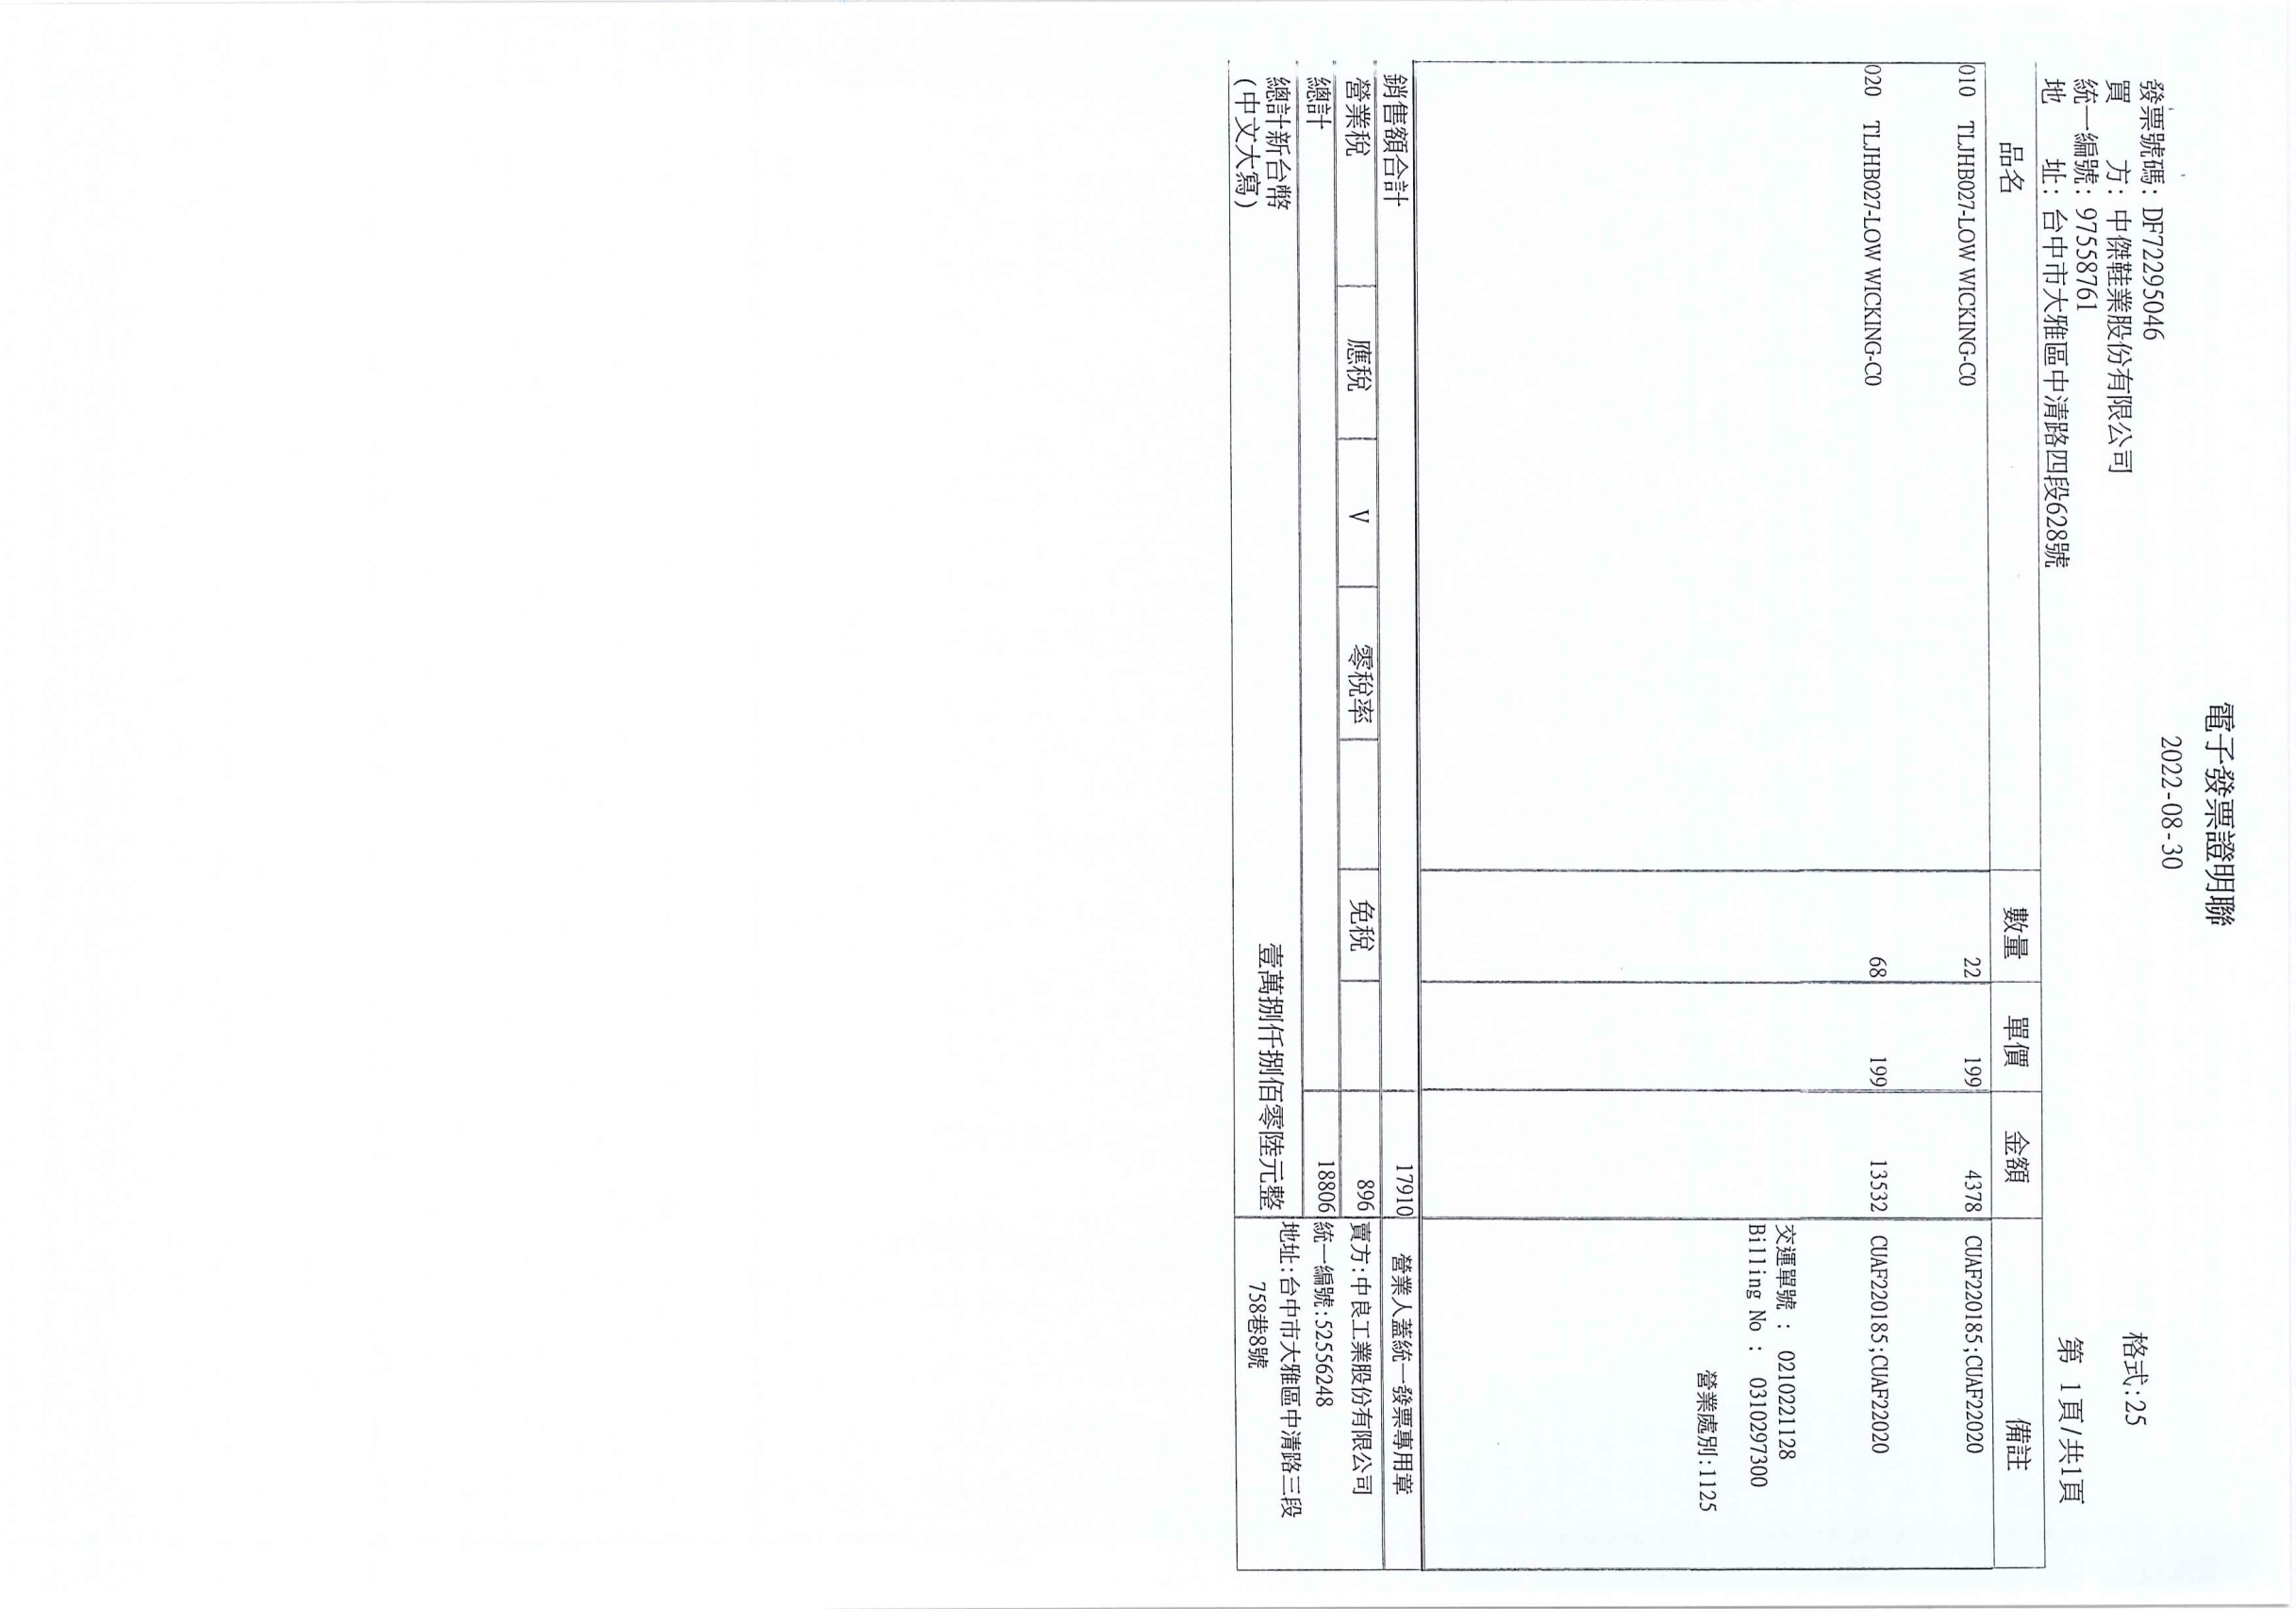 電子發票證明聯
2022-08-30
發票號碼: DF72295046
買　　方: 中傑鞋業股份有限公司
統一編號: 97558761
地　　址: 台中市大雅區中清路四段628號
格式:25
第 1頁/共1頁
品名 數量 單價 金額 備註
010 TLJHB027-LOW WICKING-C0 22 199 4378 CUAF220185;CUAF22020
020 TLJHB027-LOW WICKING-C0 68 199 13532 CUAF220185;CUAF22020
交運單號 : 0210221128
Billing No : 0310297300
營業處別:1125
銷售額合計 17910 營業人蓋統一發票專用章
營業稅 應稅 V 零稅率 免稅 896 賣方:中良工業股份有限公司
總計 18806 統一編號:52556248
總計新台幣 壹萬捌仟捌佰零陸元整 地址:台中市大雅區中清路三段
(中文大寫) 758巷8號